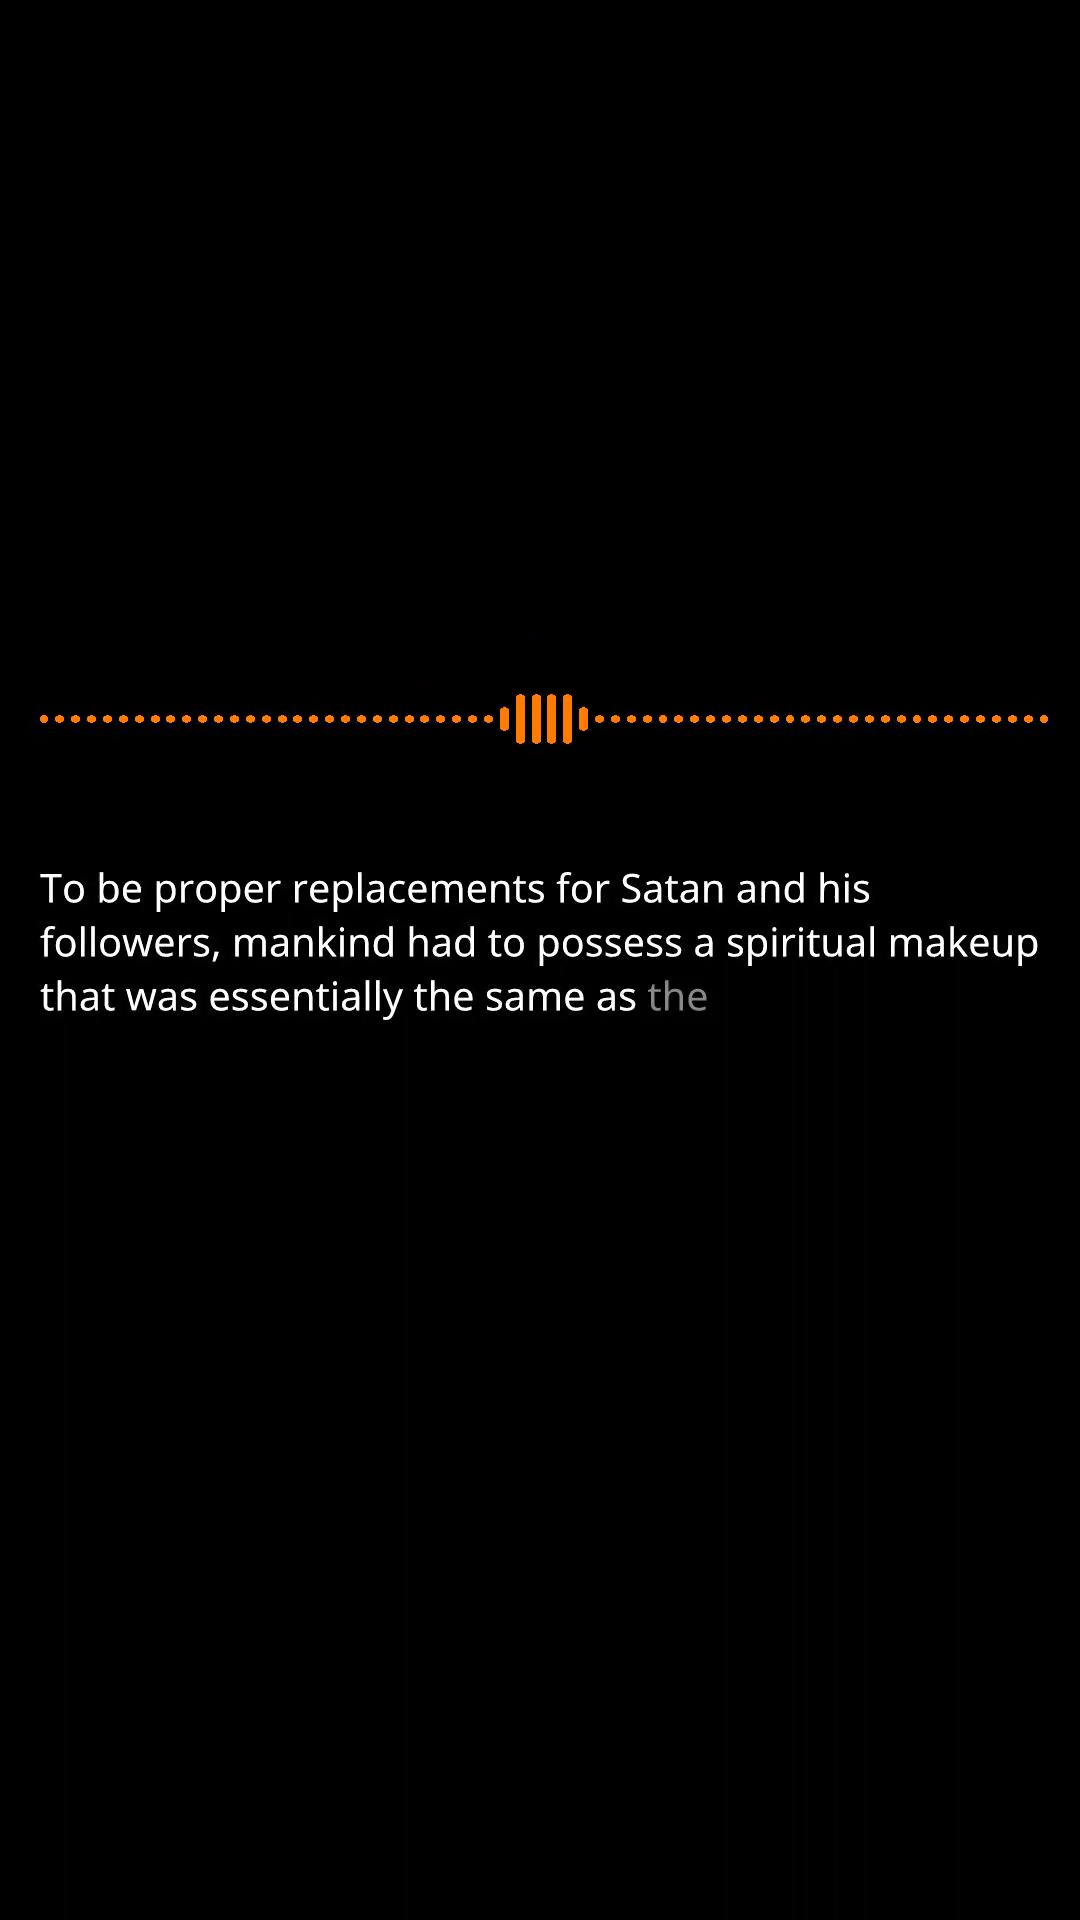 To be proper replacements for Satan and his
followers, mankind had to possess a spiritual makeup
that was essentially the same as the